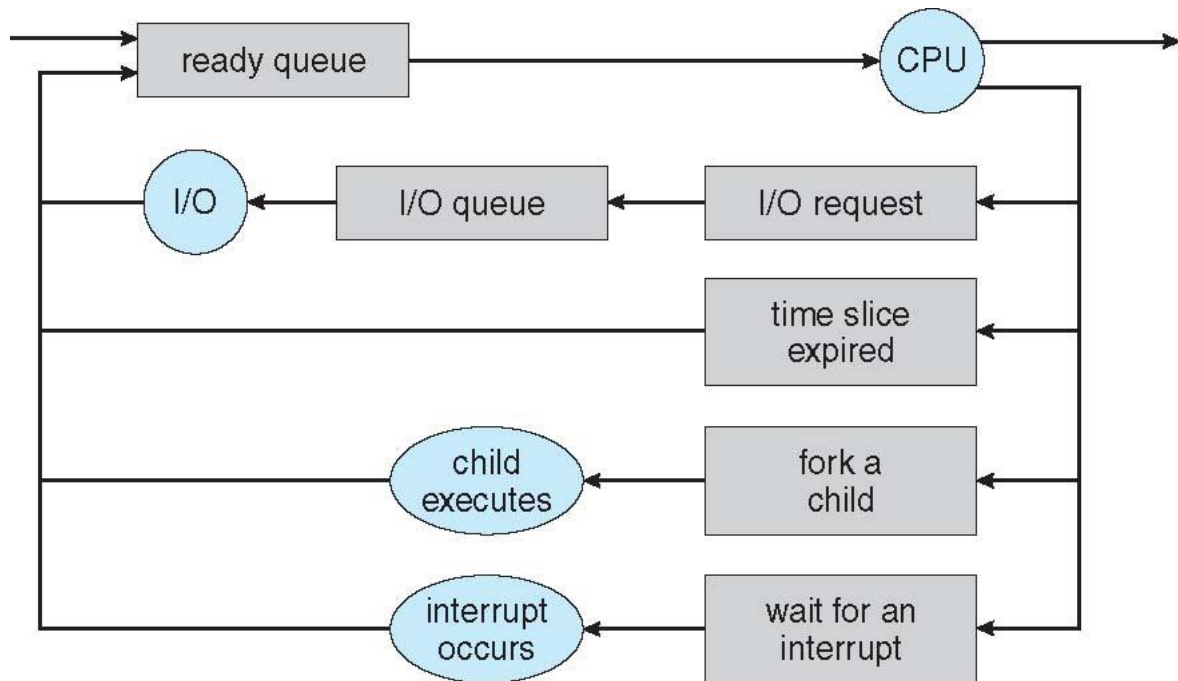 ready queue
CPU
I/O
I/O queue
I/O request
time slice
expired
child
executes
fork a
child
interrupt
occurs
wait for an
interrupt